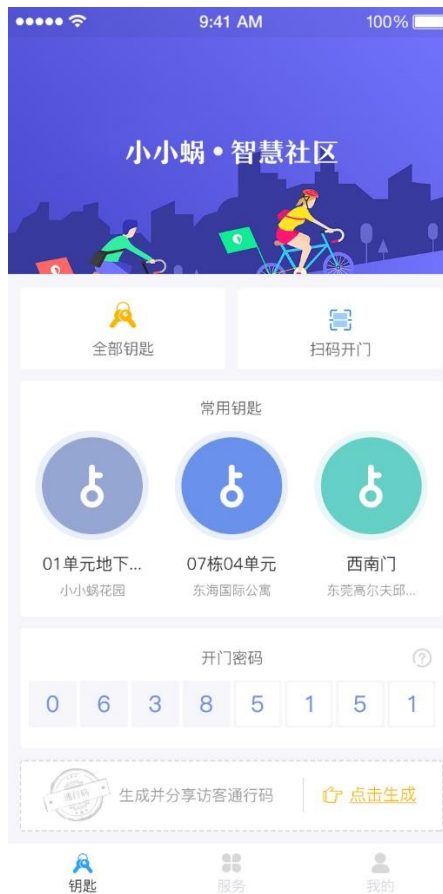 9:41 AM
100%
小小蜗•智慧社区
全部钥匙
扫码开门
常用钥匙
01单元地下...
07栋04单元
西南门
小小蜗花园
东海国际公寓
东莞高尔夫邱...
开门密码
?
0 6 3 8 5 1 5 1
通行码
生成并分享访客通行码
点击生成
钥匙
服务
我的